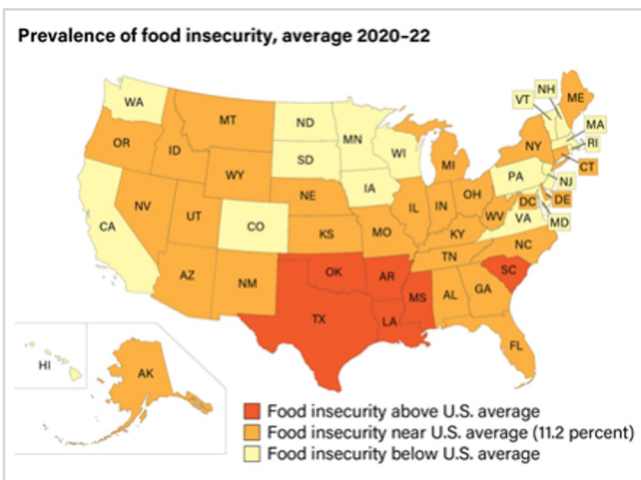 Prevalence of food insecurity, average 2020–22
WA
OR
CA
NV
ID
MT
WY
UT
CO
AZ
NM
ND
SD
NE
KS
OK
TX
MN
IA
MO
AR
LA
WI
IL
MS
MI
IN
OH
KY
TN
AL
GA
FL
SC
NC
WV
VA
PA
NY
VT
NH
ME
MA
RI
CT
NJ
DE
DC
MD
HI
AK
Food insecurity above U.S. average
Food insecurity near U.S. average (11.2 percent)
Food insecurity below U.S. average